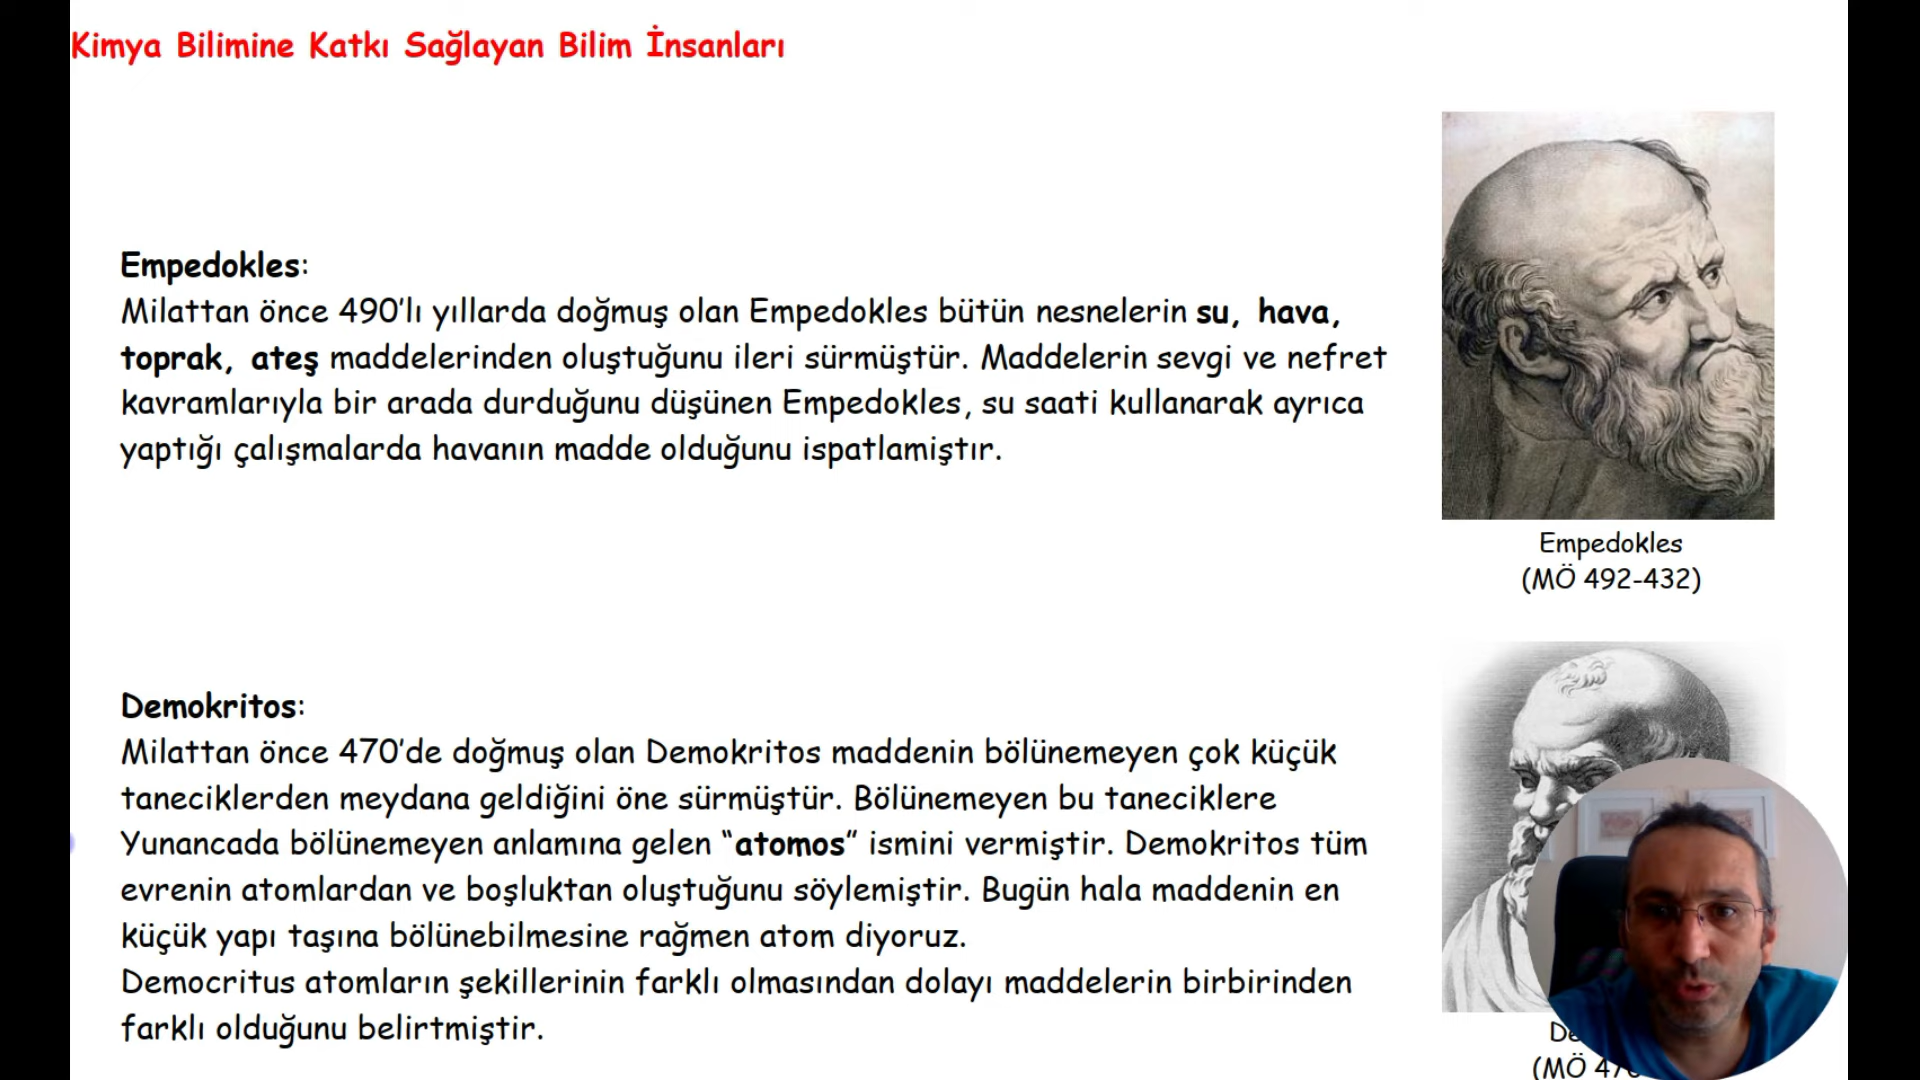 Kimya Bilimine Katkı Sağlayan Bilim İnsanları
Empedokles:
Milattan önce 490'lı yıllarda doğmuş olan Empedokles bütün nesnelerin su, hava,
toprak, ateş maddelerinden oluştuğunu ileri sürmüştür. Maddelerin sevgi ve nefret
kavramlarıyla bir arada durduğunu düşünen Empedokles, su saati kullanarak ayrıca
yaptığı çalışmalarda havanın madde olduğunu ispatlamiştır.
Empedokles
(MÖ 492-432)
Demokritos:
Milattan önce 470'de doğmuş olan Demokritos maddenin bölünemeyen çok küçük
taneciklerden meydana geldiğini öne sürmüştür. Bölünemeyen bu taneciklere
Yunancada bölünemeyen anlamına gelen “atomos” ismini vermiştir. Demokritos tüm
evrenin atomlardan ve boşluktan oluştuğunu söylemiştir. Bugün hala maddenin en
küçük yapı taşına bölünebilmesine rağmen atom diyoruz.
Democritus atomların şekillerinin farklı olmasından dolayı maddelerin birbirinden
farklı olduğunu belirtmiştir.
(MÖ